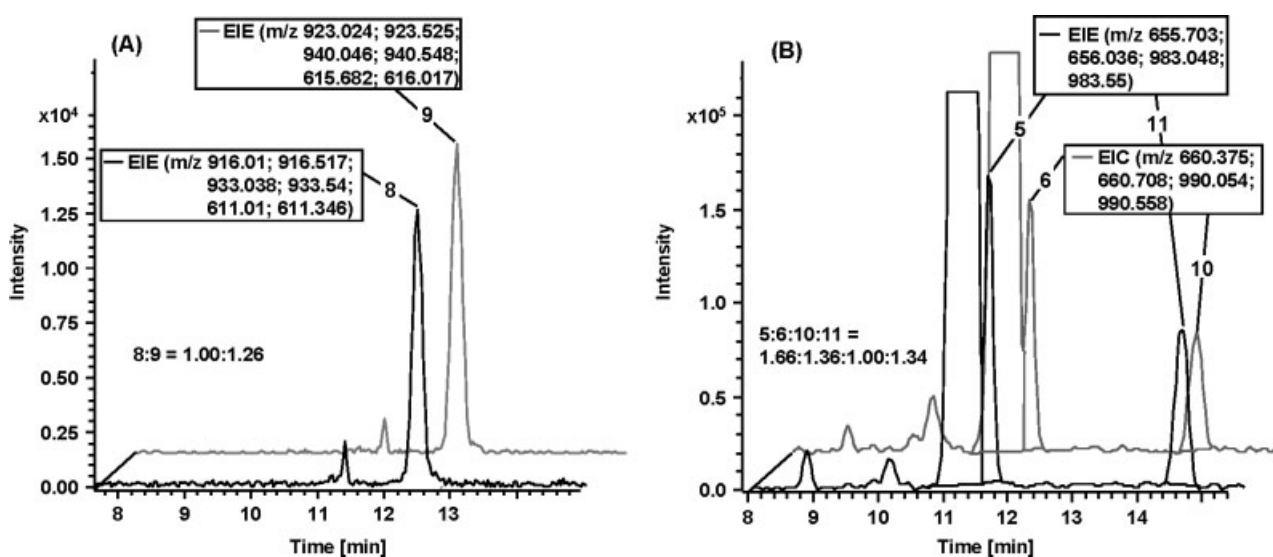 (A)
EIE (m/z 923.024; 923.525;
940.046; 940.548;
615.682; 616.017)
9
x10⁴
1.50
EIE (m/z 916.01; 916.517;
933.038; 933.54;
611.01; 611.346)
8
1.25
1.00
0.75
0.50
0.25
0.00
Intensity
8:9 = 1.00:1.26
8 9 10 11 12 13
Time [min]
(B)
EIE (m/z 655.703;
656.036; 983.048;
983.55)
x10⁵
5
11
EIC (m/z 660.375;
660.708; 990.054;
990.558)
6
10
1.5
1.0
0.5
0.0
Intensity
5:6:10:11 =
1.66:1.36:1.00:1.34
8 9 10 11 12 13 14
Time [min]